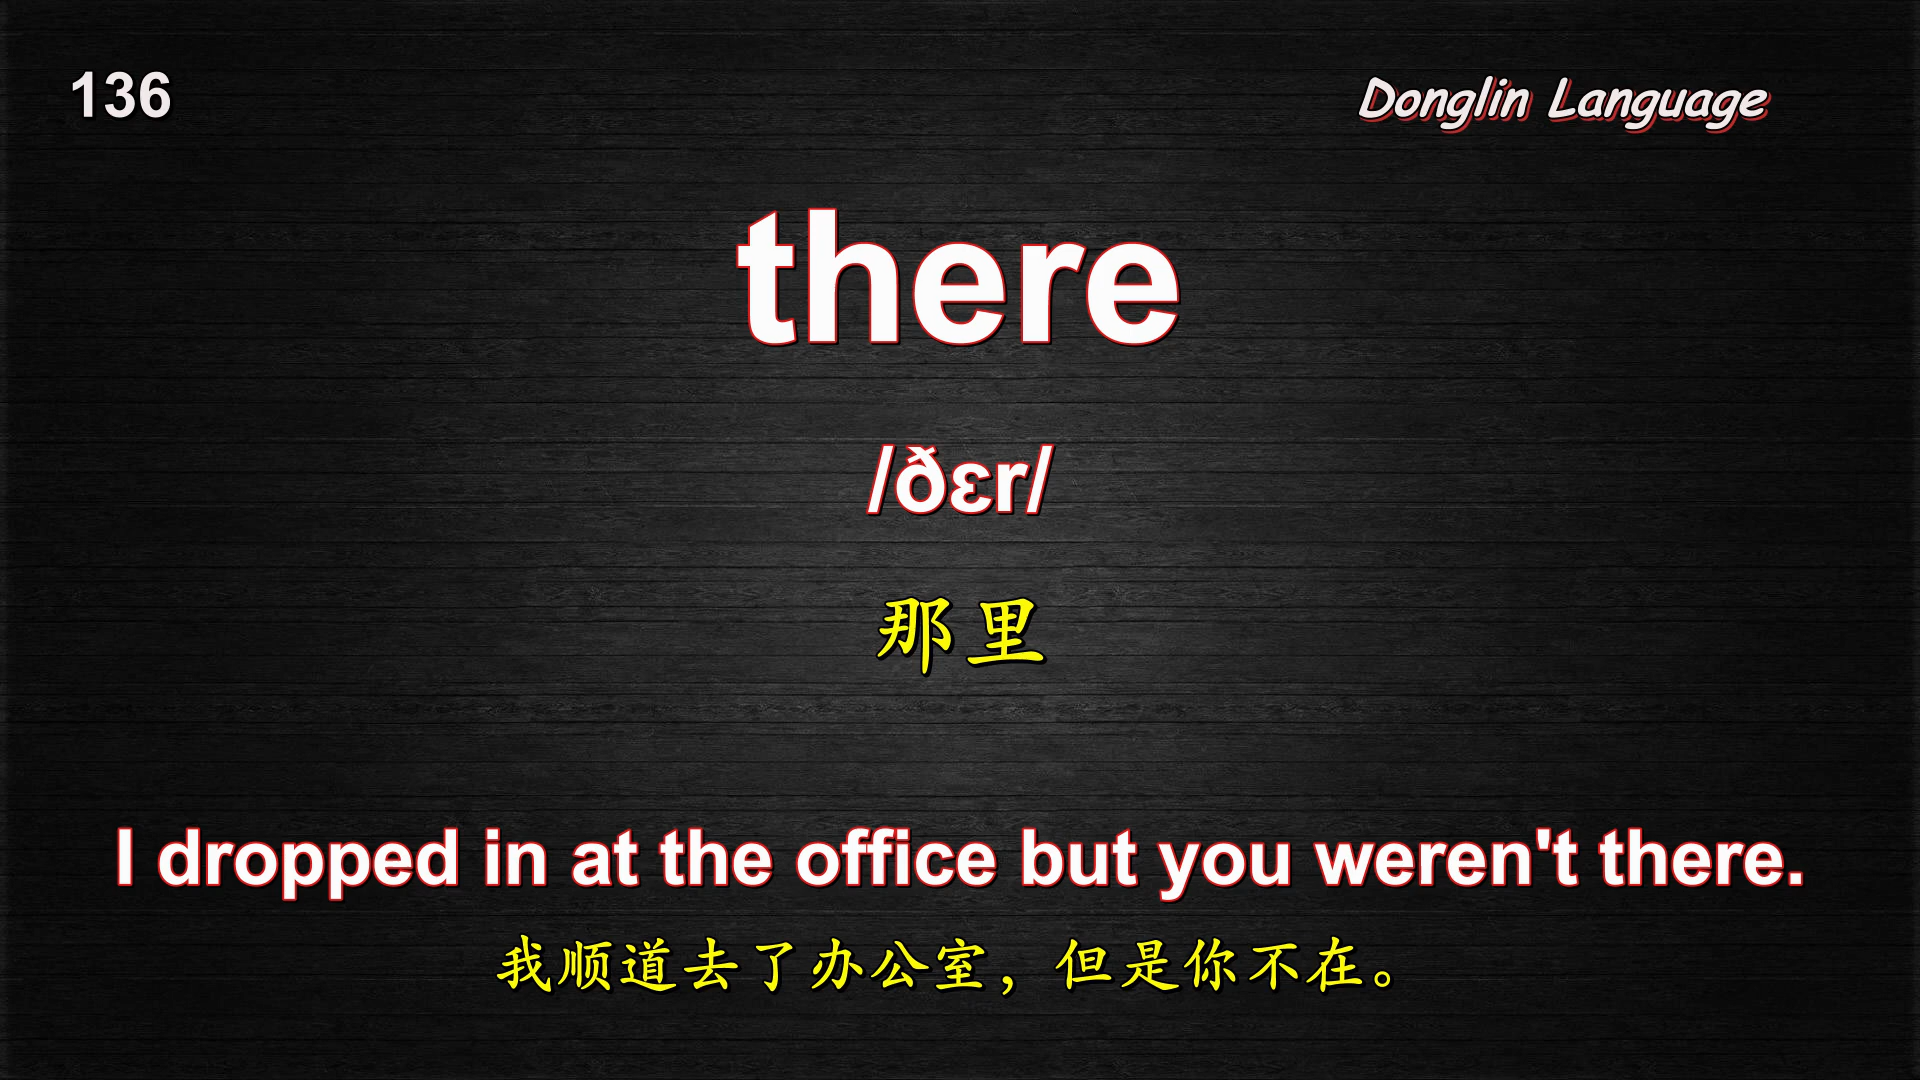 136
Donglin Language
there
/ðɛr/
那里
I dropped in at the office but you weren't there.
我顺道去了办公室，但是你不在。